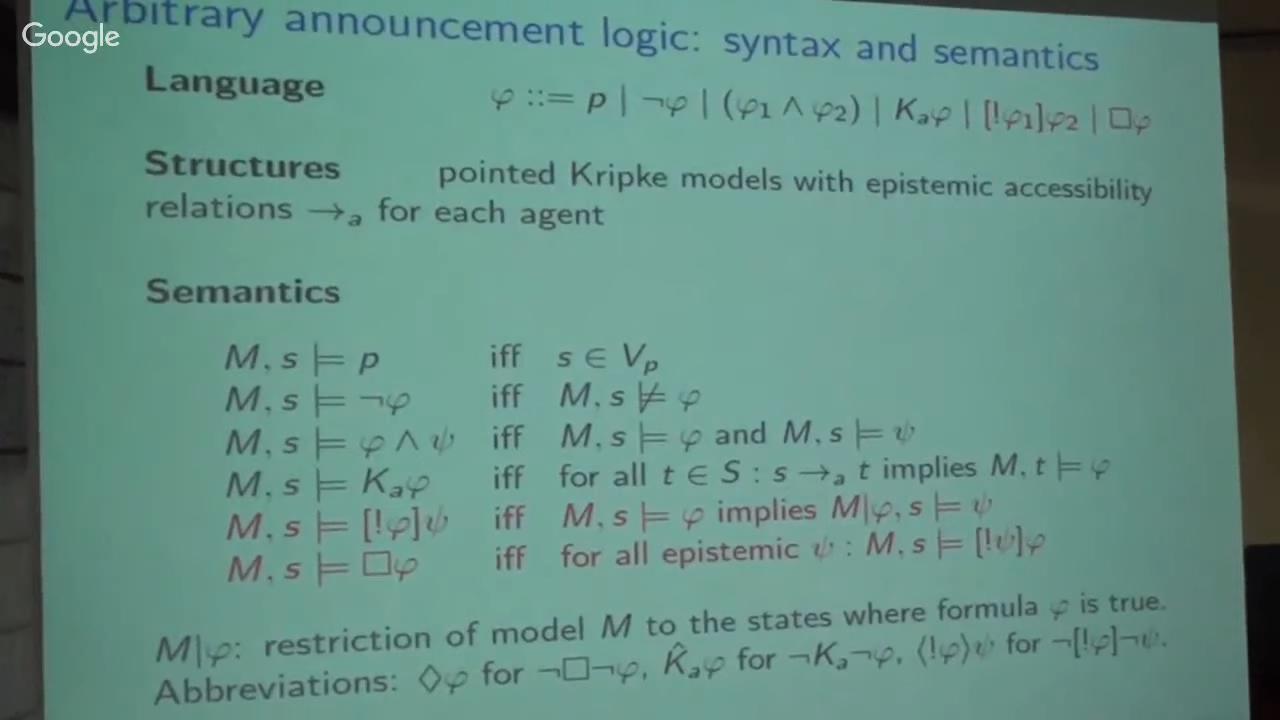 Arbitrary announcement logic: syntax and semantics
Google
Language φ ::= p | ¬φ | (φ₁ ∧ φ₂) | Kₐφ | [!φ₁]φ₂ | □φ
Structures pointed Kripke models with epistemic accessibility
relations →ₐ for each agent
Semantics
M, s ⊨ p iff s ∈ Vₚ
M, s ⊨ ¬φ iff M, s ⊭ φ
M, s ⊨ φ ∧ ψ iff M, s ⊨ φ and M, s ⊨ ψ
M, s ⊨ Kₐφ iff for all t ∈ S : s →ₐ t implies M, t ⊨ φ
M, s ⊨ [!φ]ψ iff M, s ⊨ φ implies M|φ, s ⊨ ψ
M, s ⊨ □φ iff for all epistemic ψ : M, s ⊨ [!ψ]φ
M|φ: restriction of model M to the states where formula φ is true.
Abbreviations: ◇φ for ¬□¬φ, K̂ₐφ for ¬Kₐ¬φ, ⟨!φ⟩ψ for ¬[!φ]¬ψ.